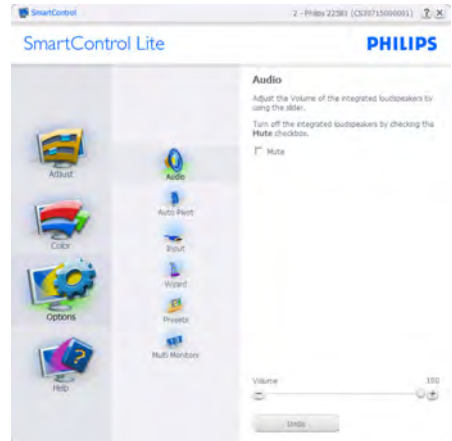 SmartControl
2 - Philips 225B1 (CS39715000001)
? X
SmartControl Lite
PHILIPS
Audio
Adjust the Volume of the integrated loudspeakers by
using the slider.
Turn off the integrated loudspeakers by checking the
Mute checkbox.
Mute
Adjust
Color
Options
Help
Audio
Auto Pivot
Input
Wizard
Presets
Multi Monitors
Volume
100
Undo